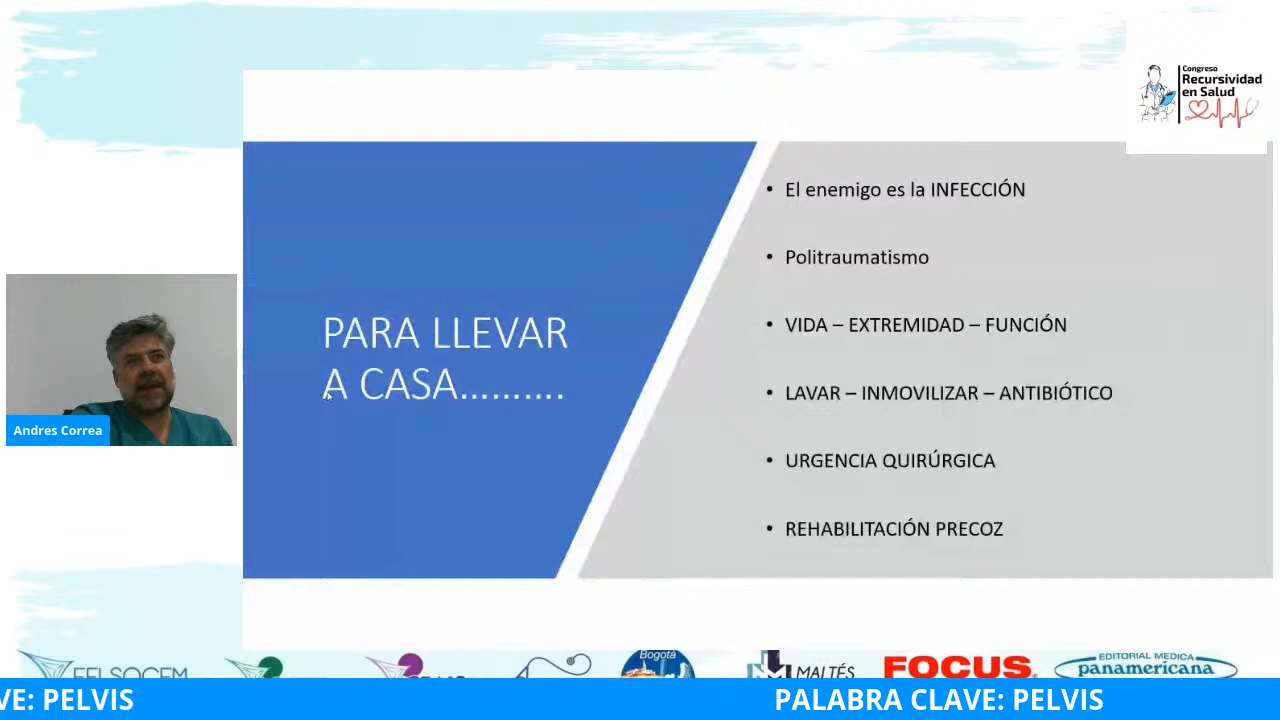 Congreso
Recursividad
en Salud
• El enemigo es la INFECCIÓN
• Politraumatismo
• VIDA – EXTREMIDAD – FUNCIÓN
PARA LLEVAR
A CASA..........
• LAVAR – INMOVILIZAR – ANTIBIÓTICO
• URGENCIA QUIRÚRGICA
• REHABILITACIÓN PRECOZ
Andres Correa
Bogotá
MALTÉS
FOCUS
EDITORIAL MEDICA
panamericana
VE: PELVIS
PALABRA CLAVE: PELVIS